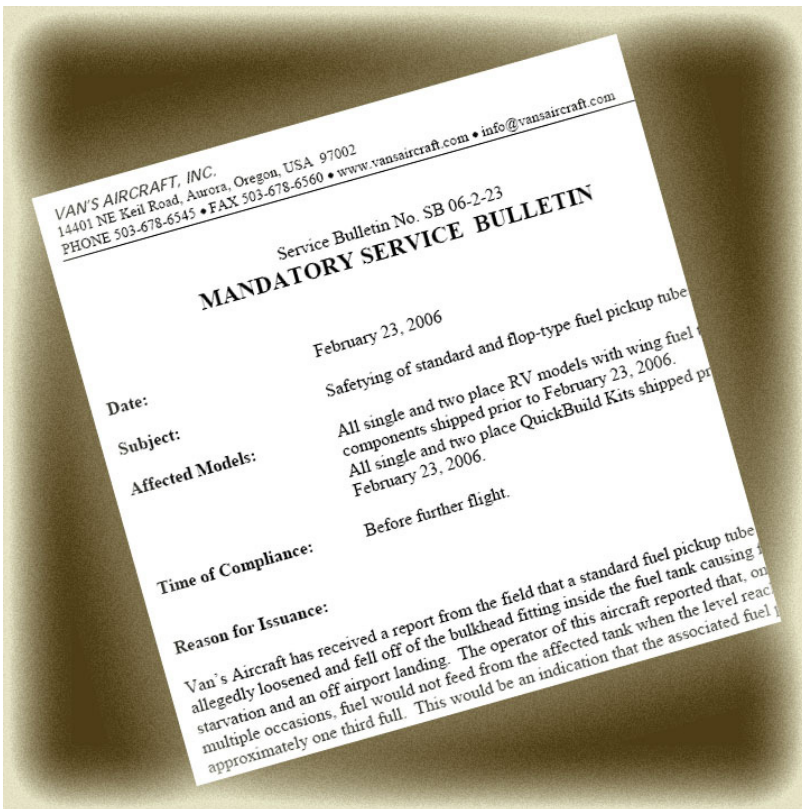 VAN'S AIRCRAFT, INC.
14401 NE Keil Road, Aurora, Oregon, USA 97002
PHONE 503-678-6545 • FAX 503-678-6560 • www.vansaircraft.com • info@vansaircraft.com
Service Bulletin No. SB 06-2-23
MANDATORY SERVICE BULLETIN
Date: February 23, 2006
Subject: Safetying of standard and flop-type fuel pickup tube
Affected Models: All single and two place RV models with wing fuel
components shipped prior to February 23, 2006.
All single and two place QuickBuild Kits shipped
February 23, 2006.
Time of Compliance: Before further flight.
Reason for Issuance:
Van's Aircraft has received a report from the field that a standard fuel pickup tube
allegedly loosened and fell off of the bulkhead fitting inside the fuel tank causing
starvation and an off airport landing. The operator of this aircraft reported that, on
multiple occasions, fuel would not feed from the affected tank when the level
approximately one third full. This would be an indication that the associated fuel